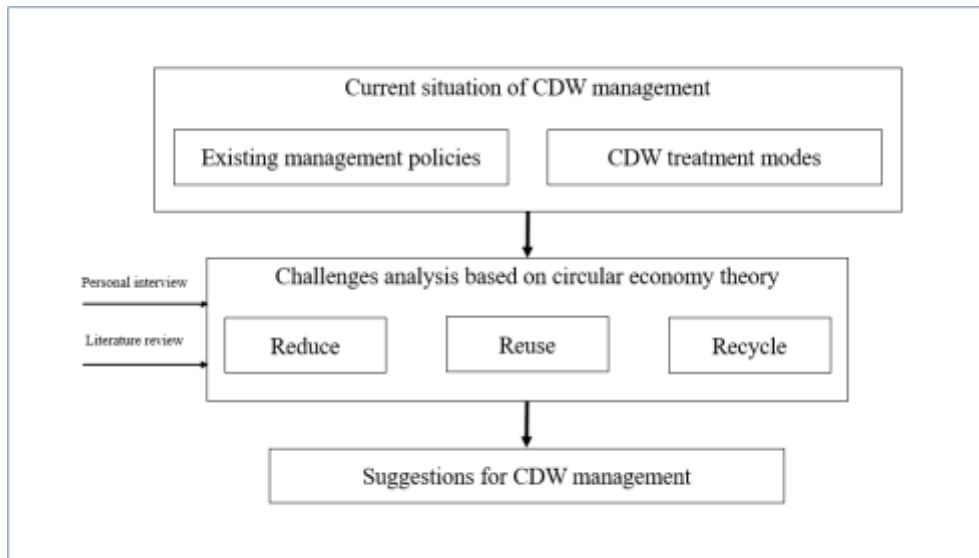 Current situation of CDW management
Existing management policies
CDW treatment modes
Challenges analysis based on circular economy theory
Personal interview
Literature review
Reduce
Reuse
Recycle
Suggestions for CDW management